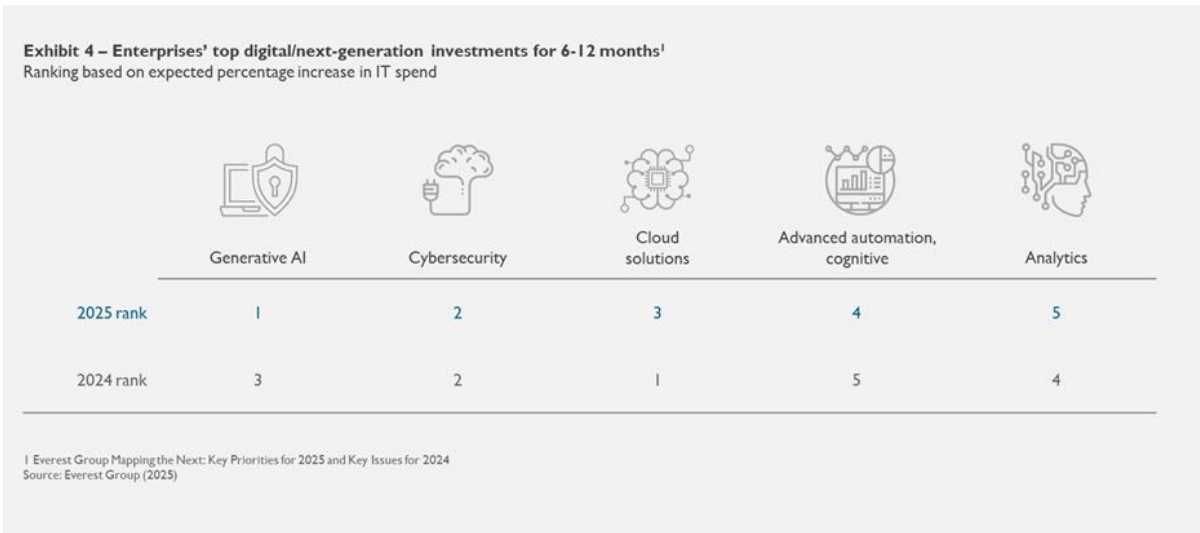 Exhibit 4 – Enterprises' top digital/next-generation investments for 6-12 months¹
Ranking based on expected percentage increase in IT spend
Generative AI
Cybersecurity
Cloud
solutions
Advanced automation,
cognitive
Analytics
2025 rank 1 2 3 4 5
2024 rank 3 2 1 5 4
1 Everest Group Mapping the Next: Key Priorities for 2025 and Key Issues for 2024
Source: Everest Group (2025)